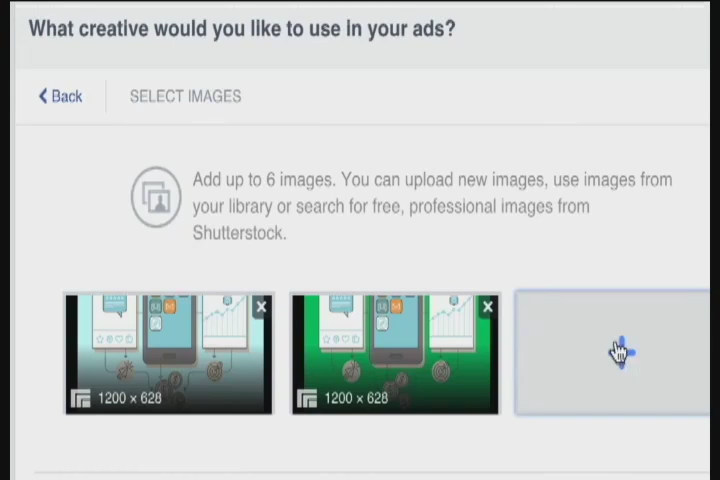 What creative would you like to use in your ads?
Back
SELECT IMAGES
Add up to 6 images. You can upload new images, use images from
your library or search for free, professional images from
Shutterstock.
1200 × 628
1200 × 628